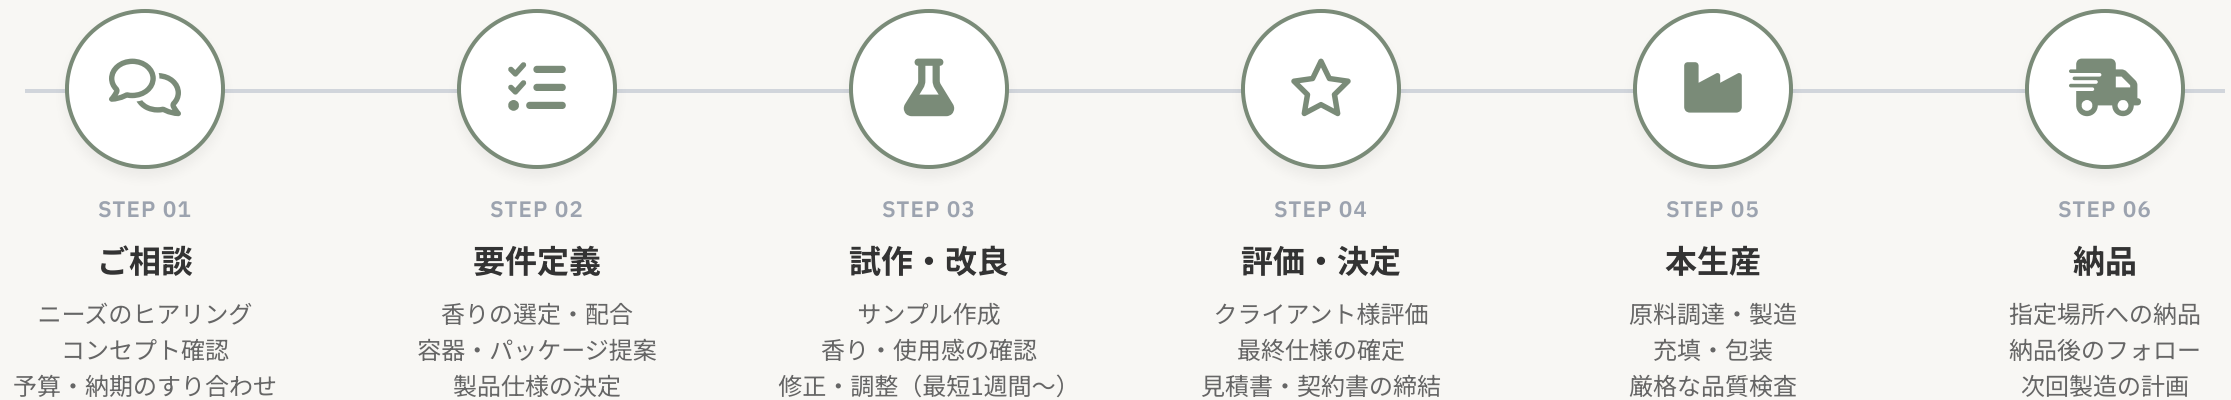 STEP 01
ご相談
ニーズのヒアリング
コンセプト確認
予算・納期のすり合わせ
STEP 02
要件定義
香りの選定・配合
容器・パッケージ提案
製品仕様の決定
STEP 03
試作・改良
サンプル作成
香り・使用感の確認
修正・調整（最短1週間～）
STEP 04
評価・決定
クライアント様評価
最終仕様の確定
見積書・契約書の締結
STEP 05
本生産
原料調達・製造
充填・包装
厳格な品質検査
STEP 06
納品
指定場所への納品
納品後のフォロー
次回製造の計画